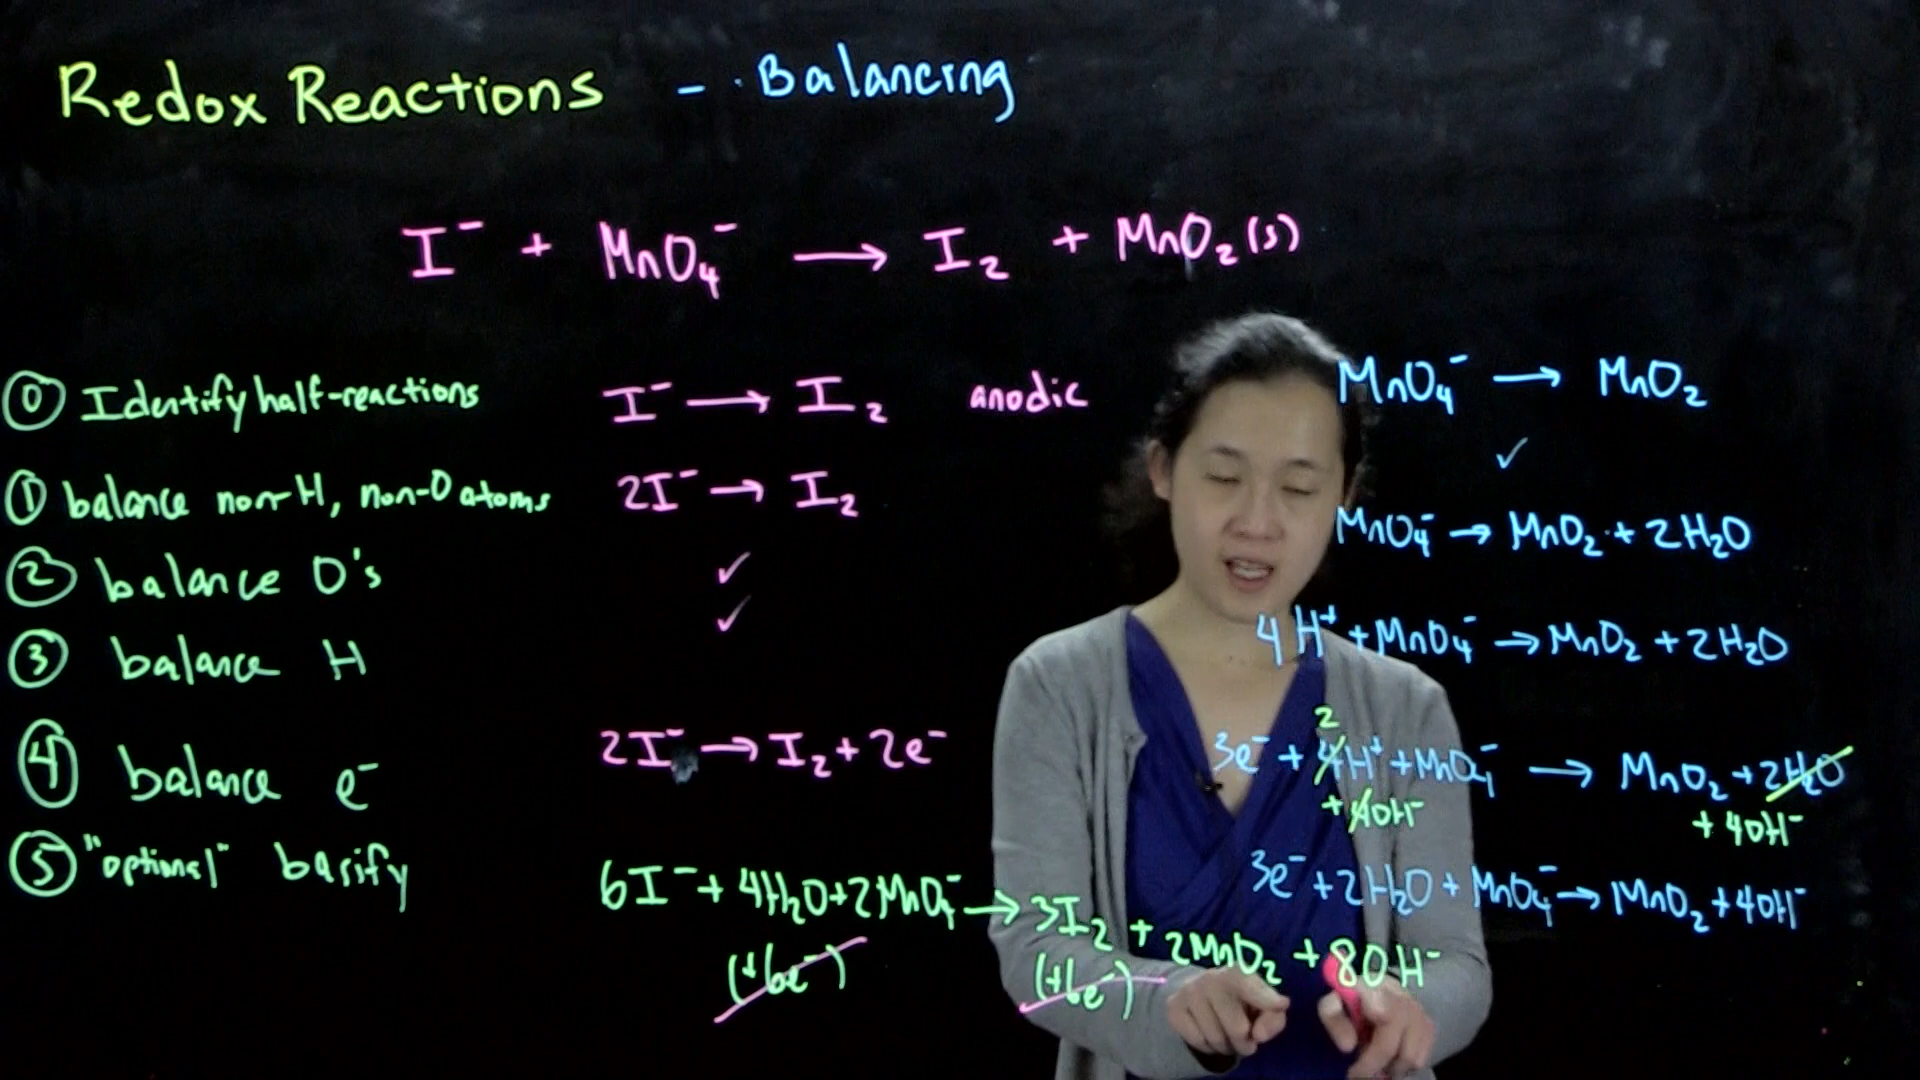 Redox Reactions - Balancing
I⁻ + MnO₄⁻ → I₂ + MnO₂(s)
⓪ Identify half-reactions I⁻ → I₂ anodic MnO₄⁻ → MnO₂
✓
① balance non-H, non-O atoms 2I⁻ → I₂ MnO₄⁻ → MnO₂ + 2H₂O
② balance O's ✓
✓ 4H⁺ + MnO₄⁻ → MnO₂ + 2H₂O
③ balance H
2
④ balance e⁻ 2I⁻ → I₂ + 2e⁻ 3e⁻ + 4H⁺ + MnO₄⁻ → MnO₂ + 2H₂O
+ 4OH⁻ + 4OH⁻
⑤ "optional" basify 3e⁻ + 2H₂O + MnO₄⁻ → MnO₂ + 4OH⁻
6I⁻ + 4H₂O + 2MnO₄⁻ → 3I₂ + 2MnO₂ + 8OH⁻
(+6e⁻) (+6e⁻)